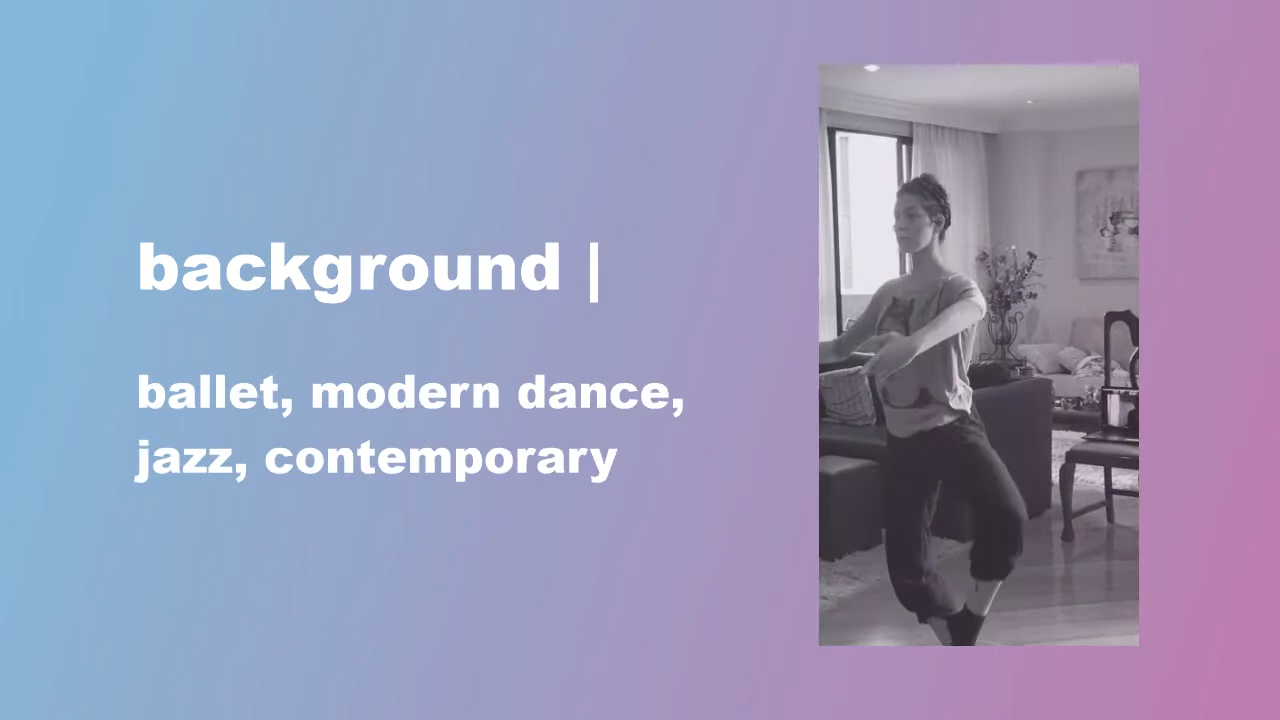 background |
ballet, modern dance,
jazz, contemporary